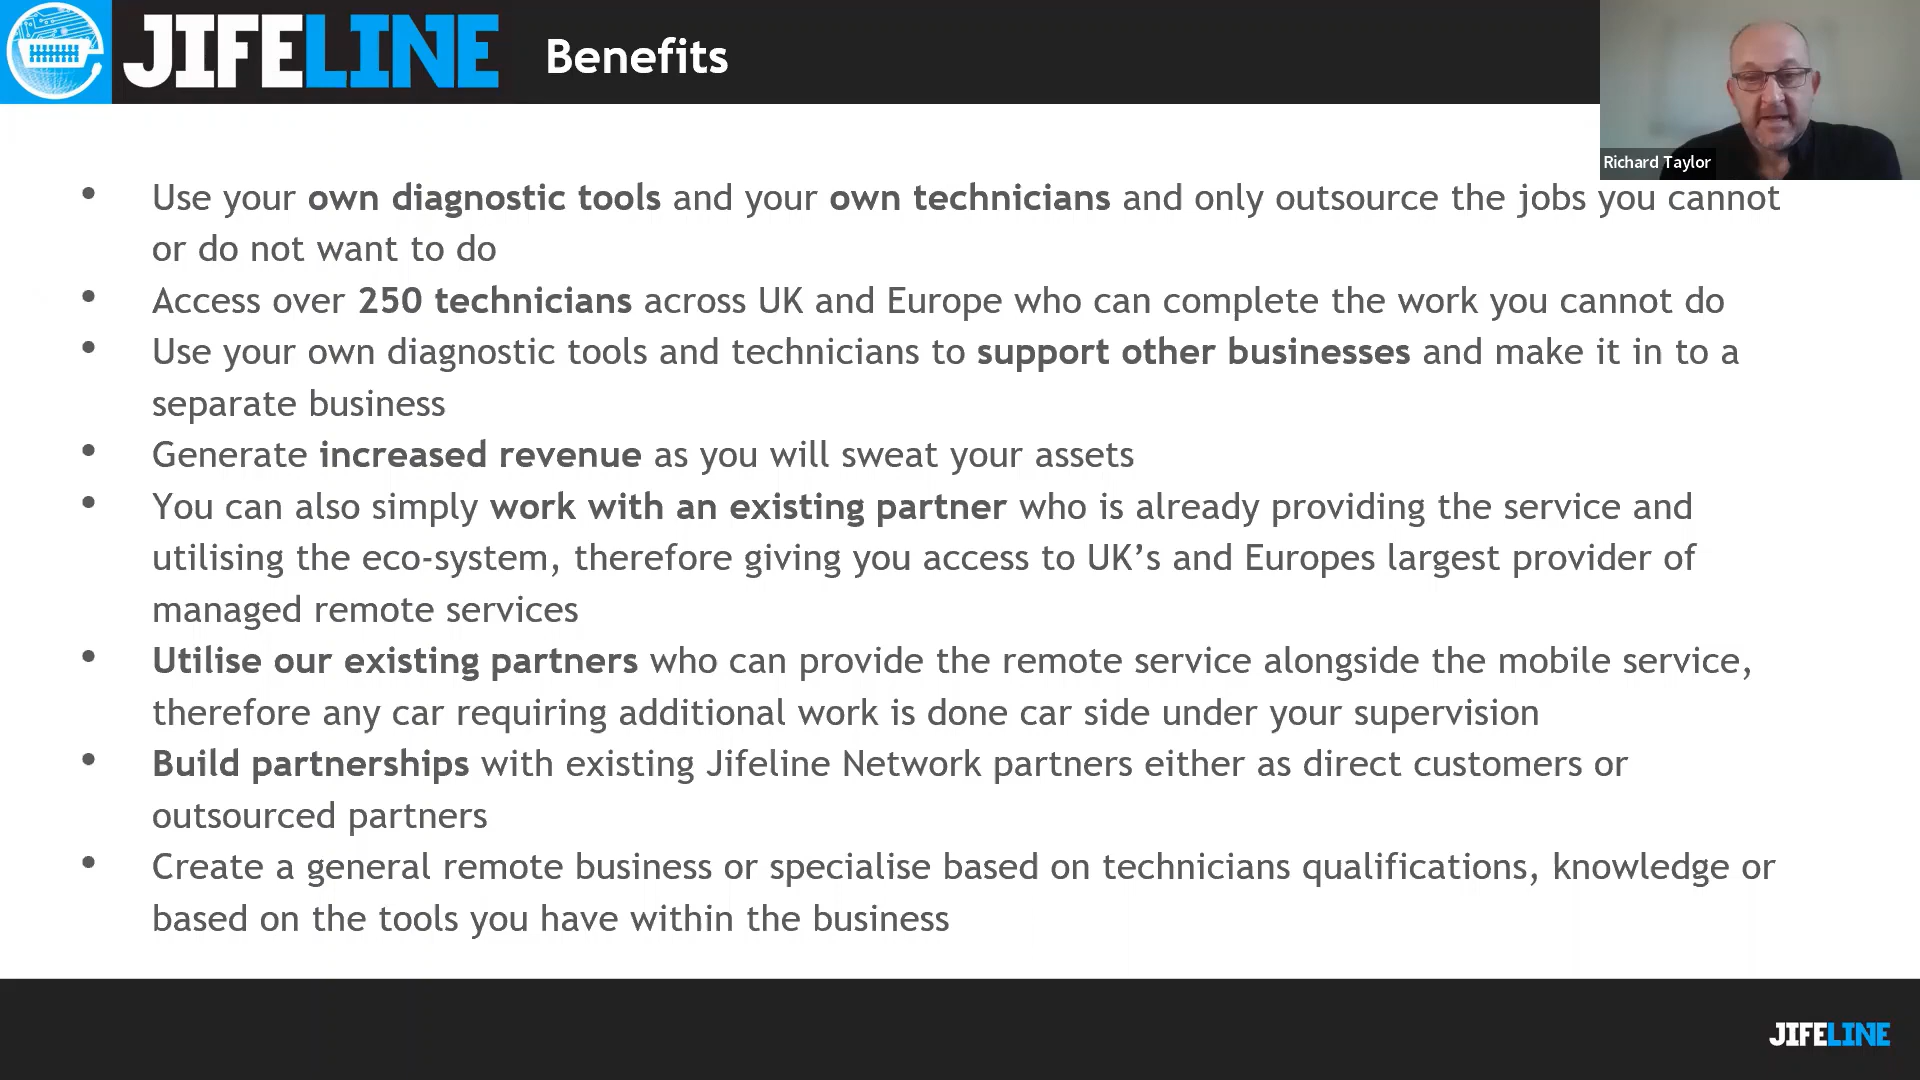 JIFELINE Benefits
Richard Taylor
• Use your own diagnostic tools and your own technicians and only outsource the jobs you cannot
or do not want to do
• Access over 250 technicians across UK and Europe who can complete the work you cannot do
• Use your own diagnostic tools and technicians to support other businesses and make it in to a
separate business
• Generate increased revenue as you will sweat your assets
• You can also simply work with an existing partner who is already providing the service and
utilising the eco-system, therefore giving you access to UK’s and Europes largest provider of
managed remote services
• Utilise our existing partners who can provide the remote service alongside the mobile service,
therefore any car requiring additional work is done car side under your supervision
• Build partnerships with existing Jifeline Network partners either as direct customers or
outsourced partners
• Create a general remote business or specialise based on technicians qualifications, knowledge or
based on the tools you have within the business
JIFELINE